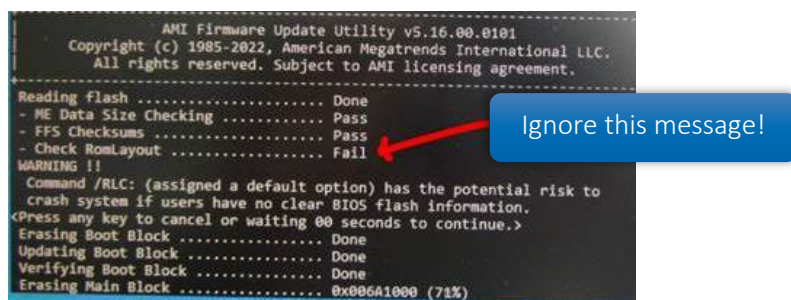 AMI Firmware Update Utility v5.16.00.0101
Copyright (c) 1985-2022, American Megatrends International LLC.
All rights reserved. Subject to AMI licensing agreement.
Reading flash ...................... Done
- ME Data Size Checking ............ Pass
- FFS Checksums .................... Pass
- Check RomLayout .................. Fail
Ignore this message!
WARNING !!
Command /RLC: (assigned a default option) has the potential risk to
crash system if users have no clear BIOS flash information.
<Press any key to cancel or waiting 00 seconds to continue.>
Erasing Boot Block ................. Done
Updating Boot Block ................ Done
Verifying Boot Block ............... Done
Erasing Main Block ................. 0x006A1000 (71%)